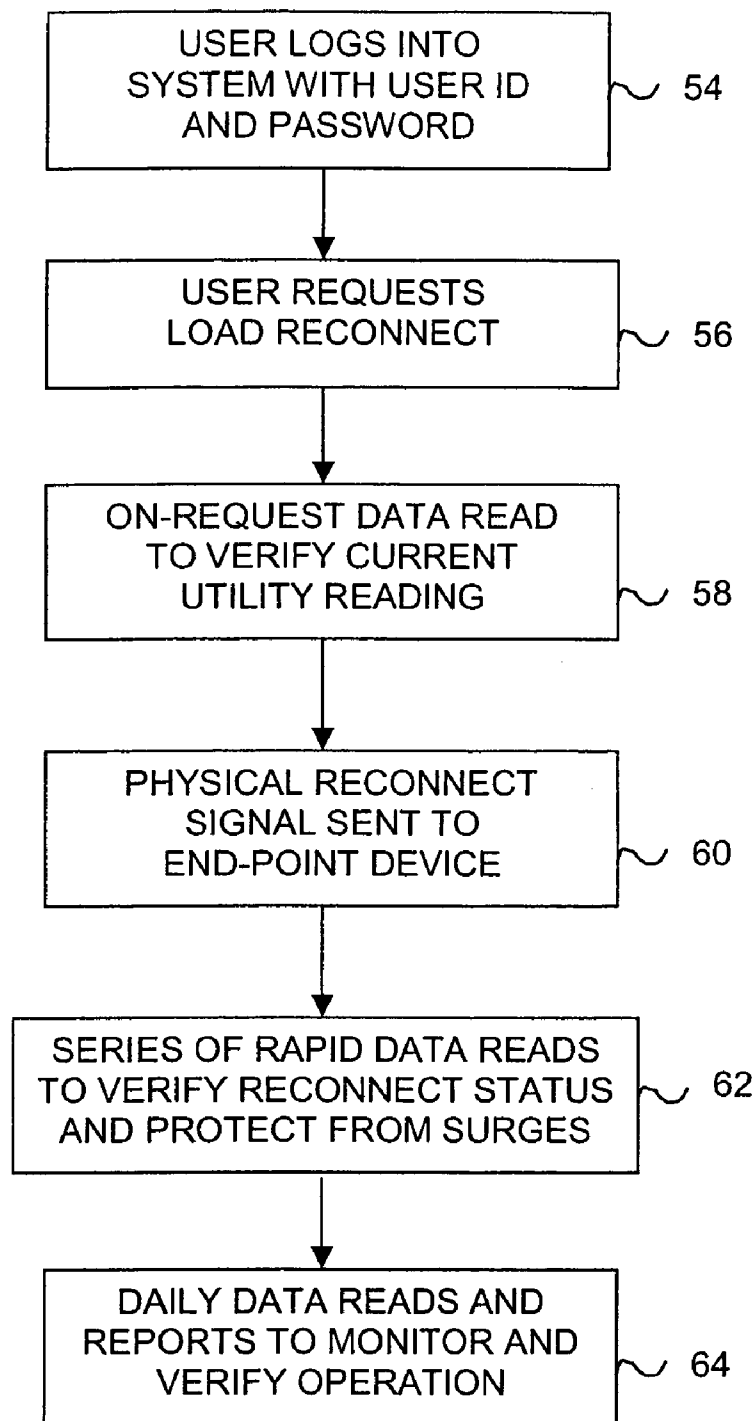 USER LOGS INTO
SYSTEM WITH USER ID
AND PASSWORD
54
USER REQUESTS
LOAD RECONNECT
56
ON-REQUEST DATA READ
TO VERIFY CURRENT
UTILITY READING
58
PHYSICAL RECONNECT
SIGNAL SENT TO
END-POINT DEVICE
60
SERIES OF RAPID DATA READS
TO VERIFY RECONNECT STATUS
AND PROTECT FROM SURGES
62
DAILY DATA READS AND
REPORTS TO MONITOR AND
VERIFY OPERATION
64